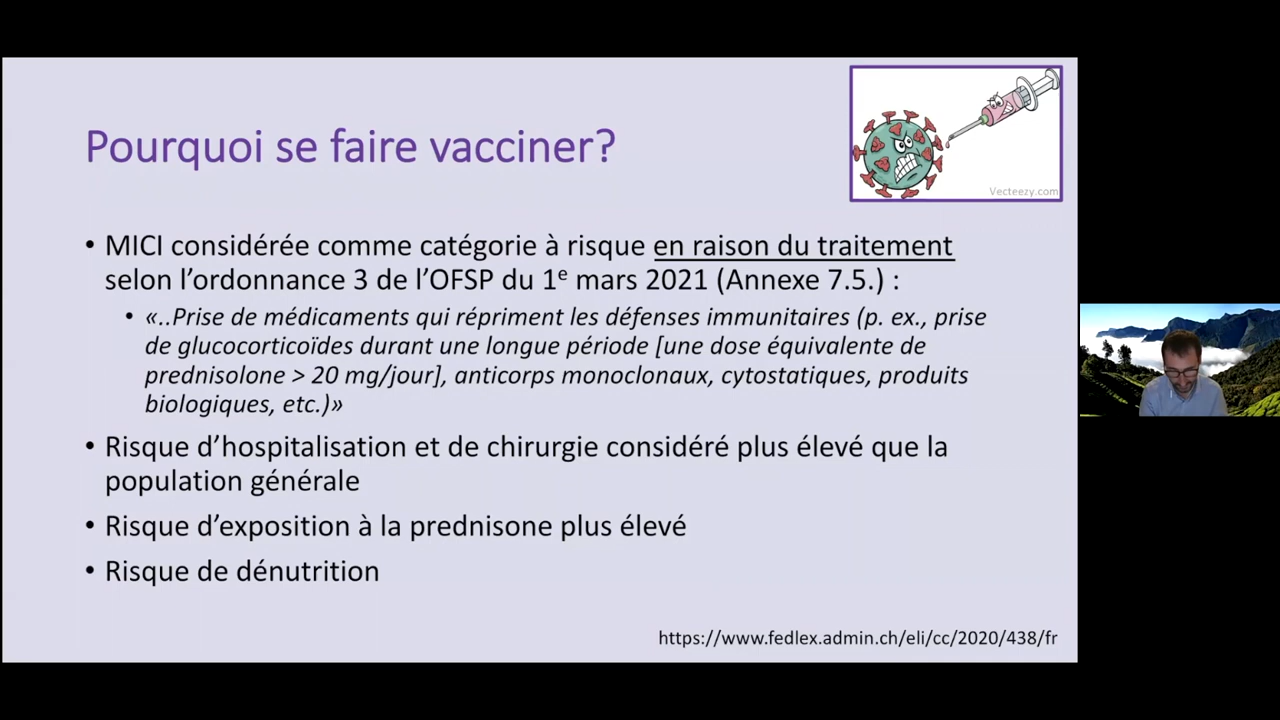 Pourquoi se faire vacciner?
Vecteezy.com
• MICI considérée comme catégorie à risque en raison du traitement
selon l’ordonnance 3 de l’OFSP du 1e mars 2021 (Annexe 7.5.) :
• «..Prise de médicaments qui répriment les défenses immunitaires (p. ex., prise
de glucocorticoïdes durant une longue période [une dose équivalente de
prednisolone > 20 mg/jour], anticorps monoclonaux, cytostatiques, produits
biologiques, etc.)»
• Risque d’hospitalisation et de chirurgie considéré plus élevé que la
population générale
• Risque d’exposition à la prednisone plus élevé
• Risque de dénutrition
https://www.fedlex.admin.ch/eli/cc/2020/438/fr